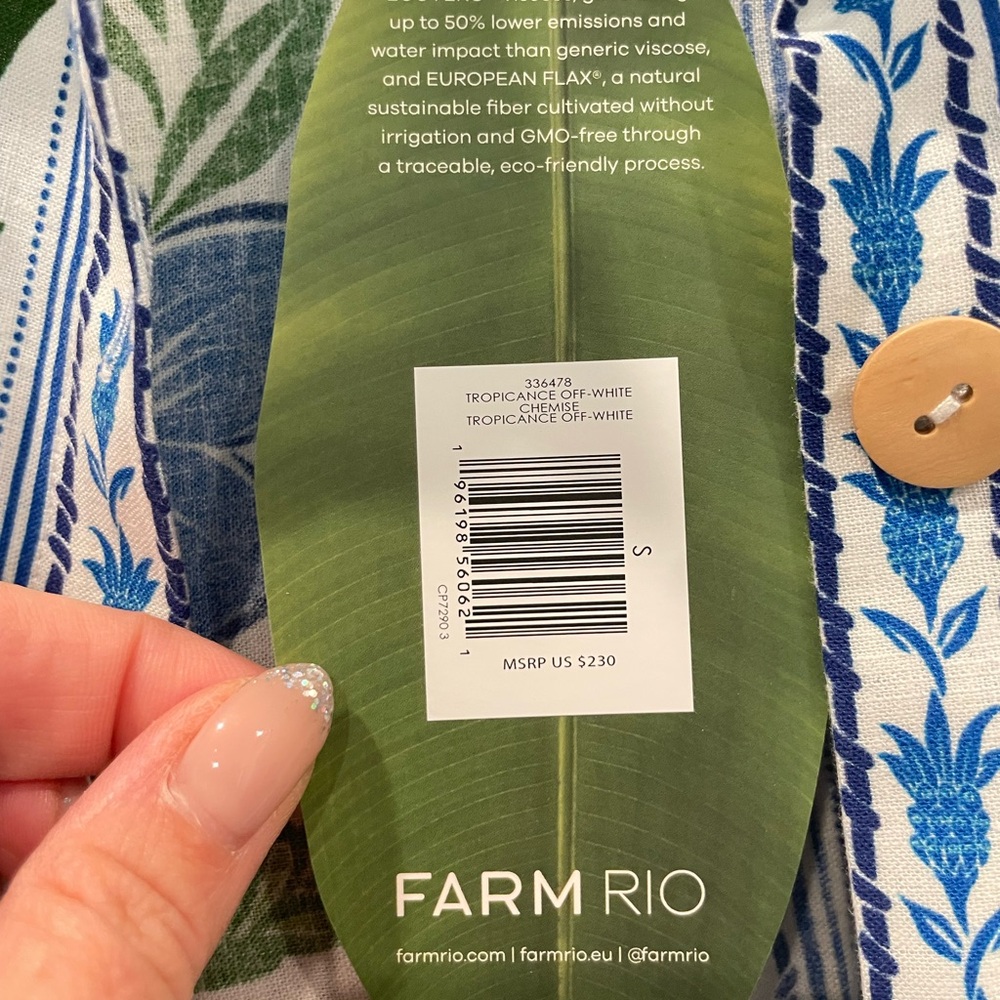 up to 50% lower emissions and
water impact than generic viscose,
and EUROPEAN FLAX®, a natural
sustainable fiber cultivated without
irrigation and GMO-free through
a traceable, eco-friendly process.
336478
TROPICANCE OFF-WHITE
CHEMISE
TROPICANCE OFF-WHITE
1 96198 56062 1
S
CP7290 3
MSRP US $230
FARM RIO
farmrio.com | farmrio.eu | @farmrio